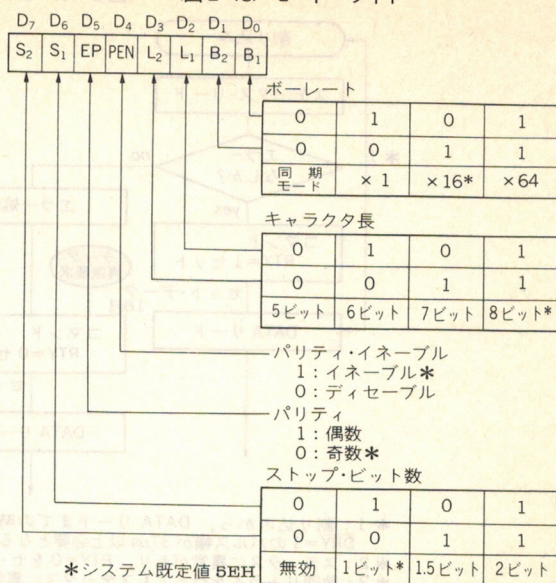 D₇ D₆ D₅ D₄ D₃ D₂ D₁ D₀
S₂ S₁ EP PEN L₂ L₁ B₂ B₁
ボーレート
0 1 0 1
0 0 1 1
同期モード ×1 ×16* ×64
キャラクタ長
0 1 0 1
0 0 1 1
5ビット 6ビット 7ビット 8ビット*
パリティ・イネーブル
1：イネーブル*
0：ディセーブル
パリティ
1：偶数
0：奇数*
ストップ・ビット数
0 1 0 1
0 0 1 1
無効 1ビット* 1.5ビット 2ビット
*システム既定値 BEH